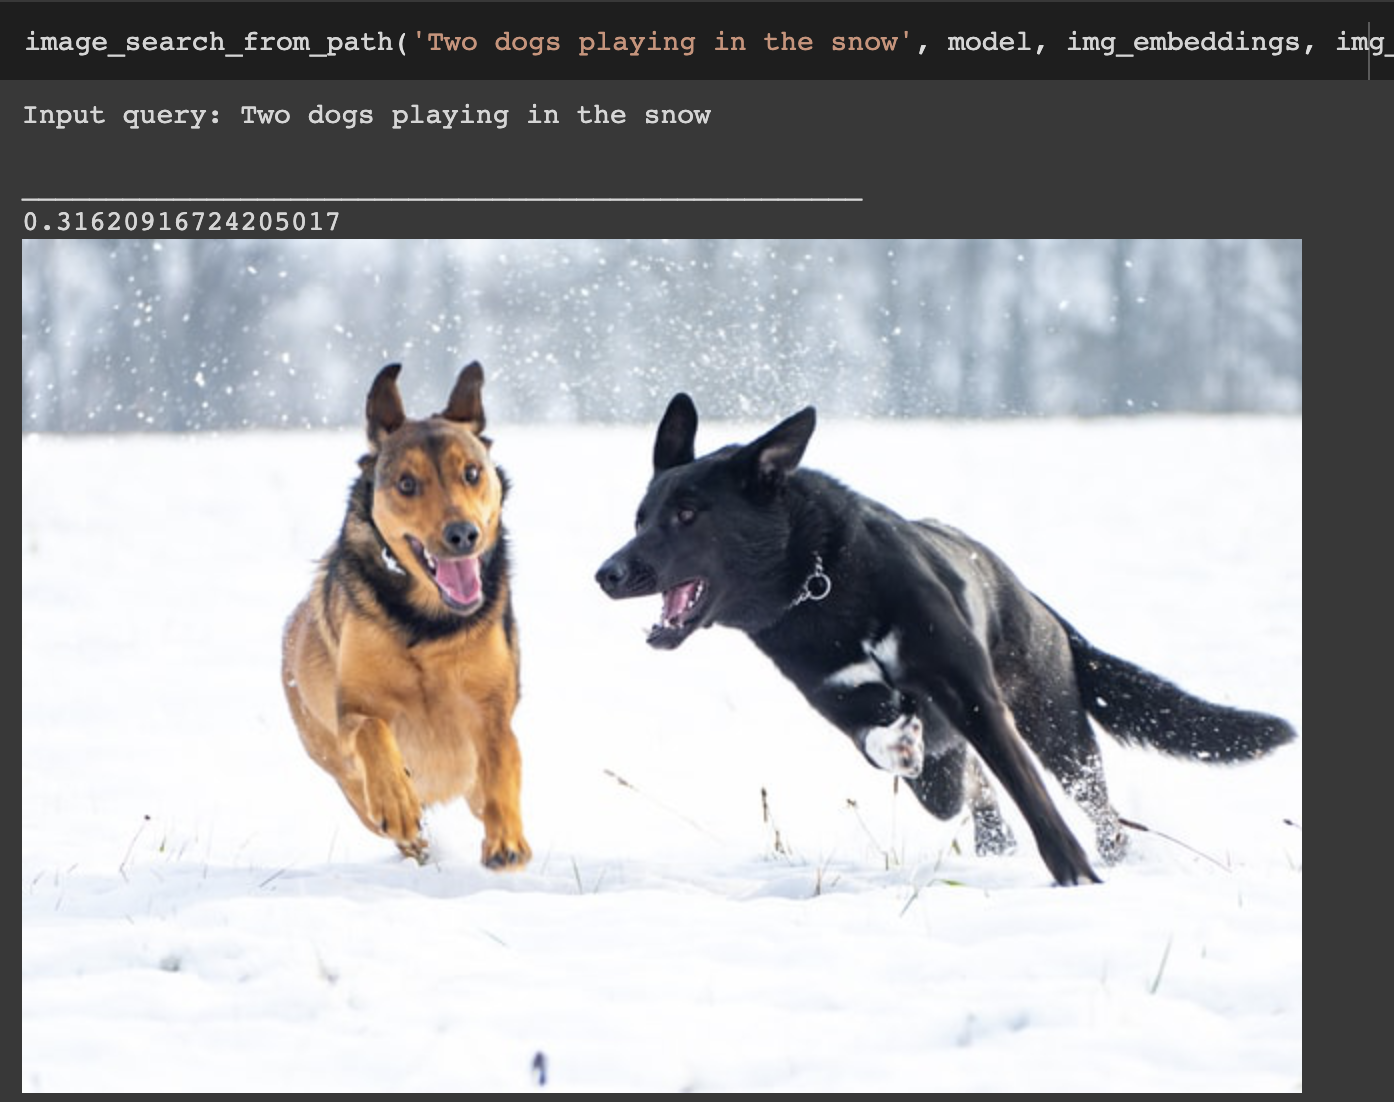 image_search_from_path('Two dogs playing in the snow', model, img_embeddings, img_
Input query: Two dogs playing in the snow
0.31620916724205017